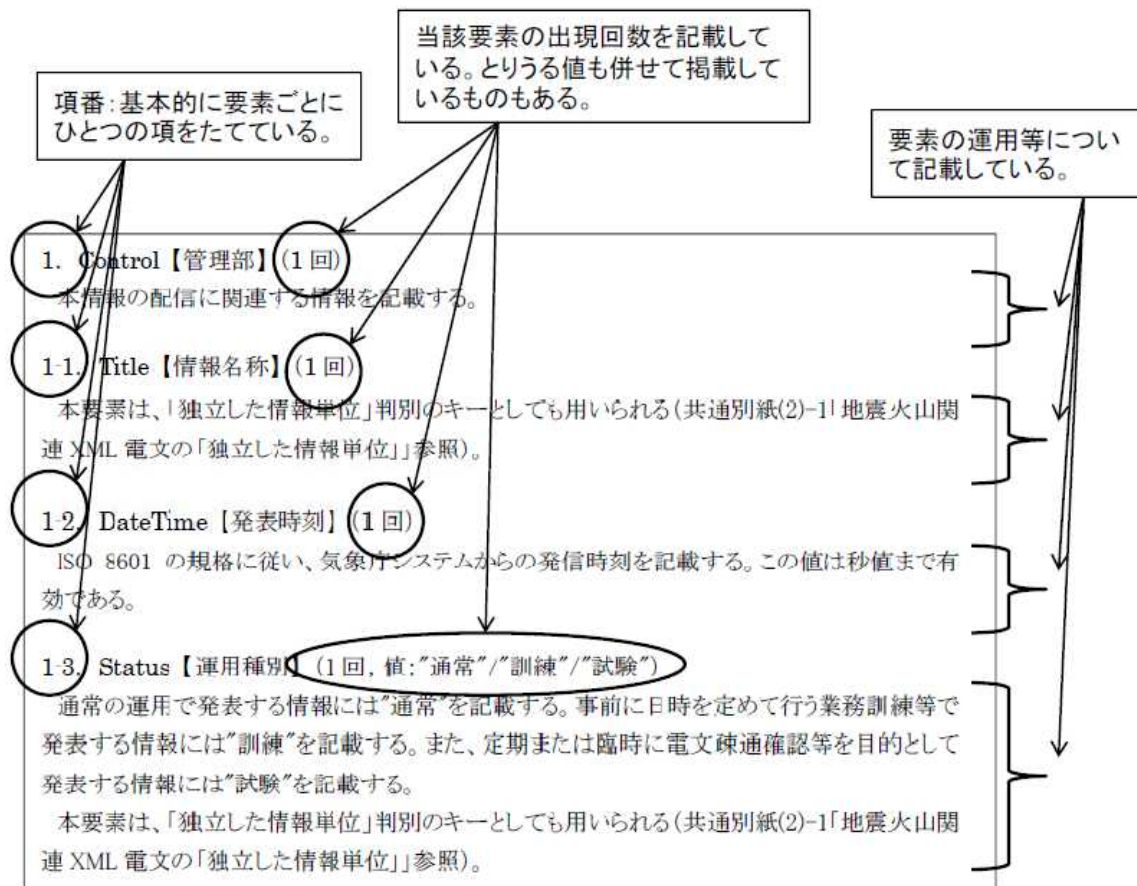 当該要素の出現回数を記載して
いる。とりうる値も併せて掲載して
いるものもある。
項番：基本的に要素ごとに
ひとつの項をたてている。
要素の運用等につい
て記載している。
1. Control【管理部】（1回）
本情報の配信に関連する情報を記載する。
1-1. Title【情報名称】（1回）
本要素は、「独立した情報単位」判別のキーとしても用いられる（共通別紙(2)-1「地震火山関
連 XML 電文の「独立した情報単位」」参照）。
1-2. DateTime【発表時刻】（1回）
ISO 8601 の規格に従い、気象庁システムからの発信時刻を記載する。この値は秒値まで有
効である。
1-3. Status【運用種別】（1回，値："通常"/"訓練"/"試験"）
通常の運用で発表する情報には"通常"を記載する。事前に日時を定めて行う業務訓練等で
発表する情報には"訓練"を記載する。また、定期または臨時に電文疎通確認等を目的として
発表する情報には"試験"を記載する。
本要素は、「独立した情報単位」判別のキーとしても用いられる（共通別紙(2)-1「地震火山関
連 XML 電文の「独立した情報単位」」参照）。